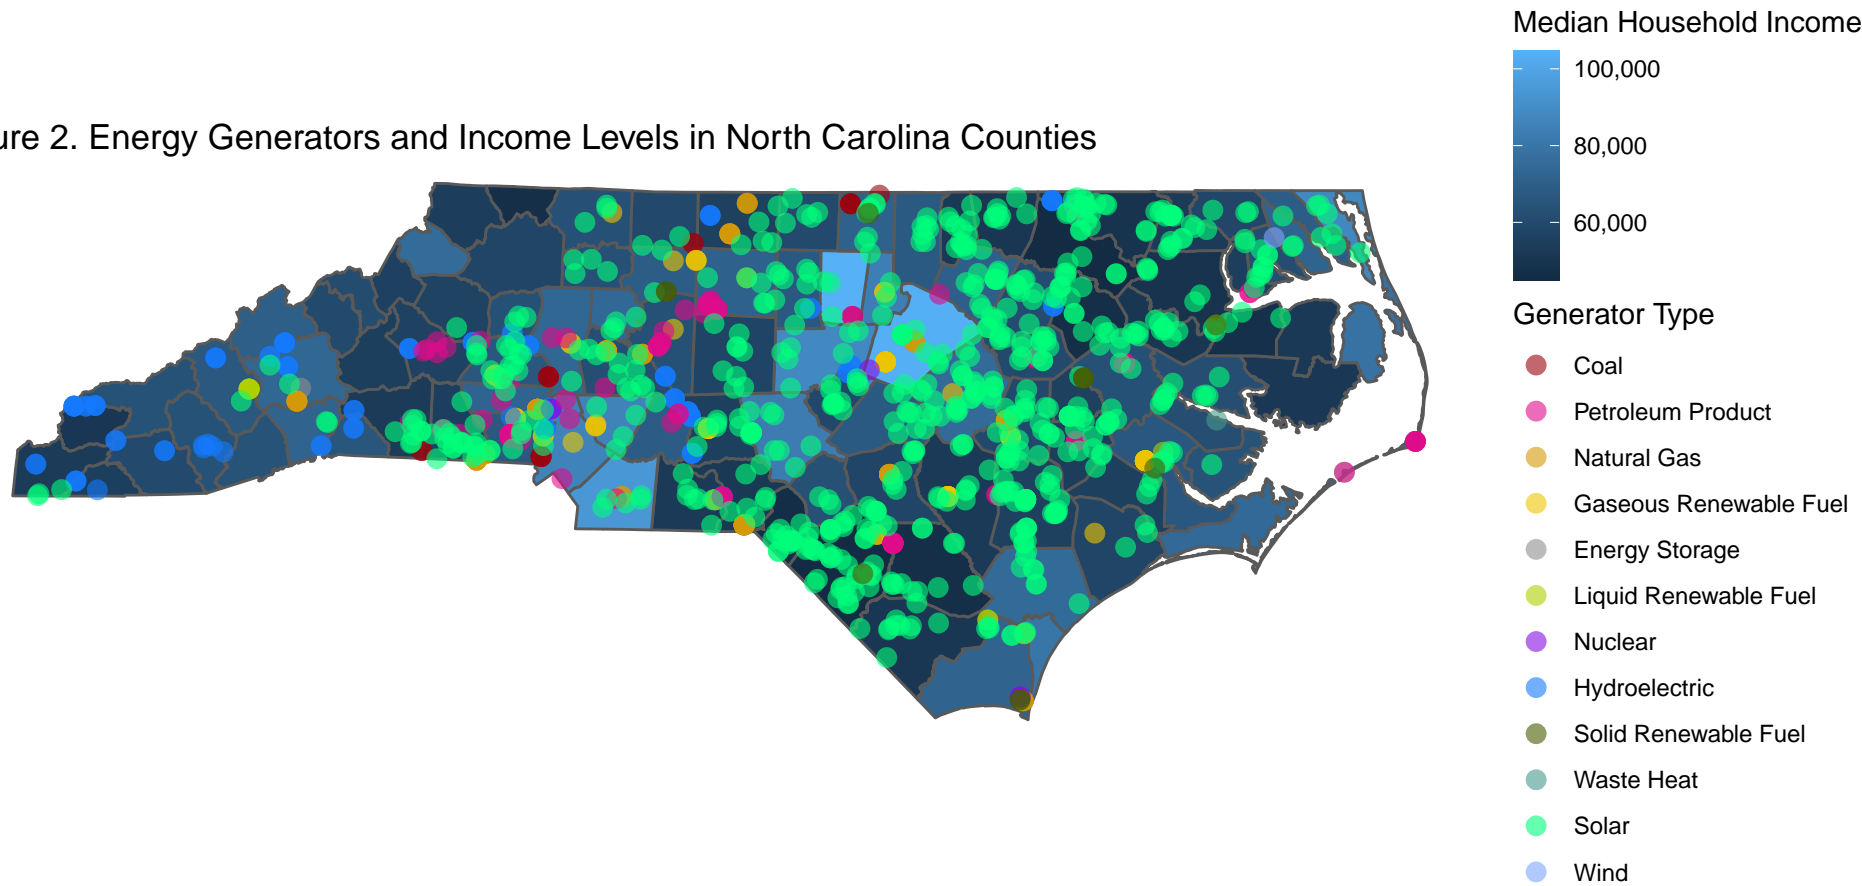 ure 2. Energy Generators and Income Levels in North Carolina Counties
Median Household Income
100,000
80,000
60,000
Generator Type
Coal
Petroleum Product
Natural Gas
Gaseous Renewable Fuel
Energy Storage
Liquid Renewable Fuel
Nuclear
Hydroelectric
Solid Renewable Fuel
Waste Heat
Solar
Wind